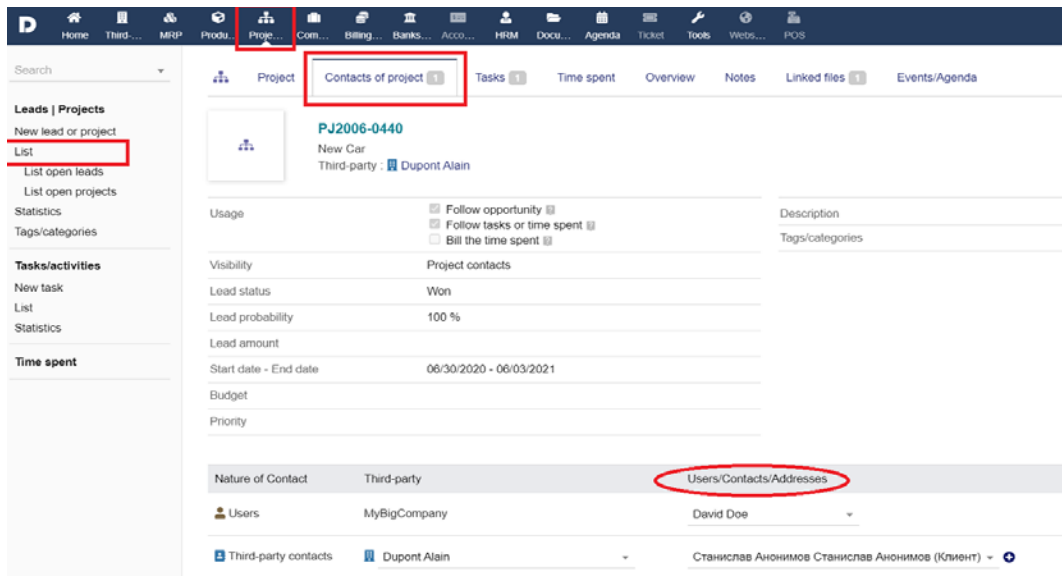 Home Third-... MRP Produ... Proje... Com... Billing... Banks... Acco... HRM Docu... Agenda Ticket Tools Webs... POS
Search
Leads | Projects
New lead or project
List
List open leads
List open projects
Statistics
Tags/categories
Tasks/activities
New task
List
Statistics
Time spent
Project Contacts of project 1 Tasks 1 Time spent Overview Notes Linked files 1 Events/Agenda
PJ2006-0440
New Car
Third-party : Dupont Alain
Usage Follow opportunity
Follow tasks or time spent
Bill the time spent
Visibility Project contacts
Lead status Won
Lead probability 100 %
Lead amount
Start date - End date 06/30/2020 - 06/03/2021
Budget
Priority
Description
Tags/categories
Nature of Contact Third-party Users/Contacts/Addresses
Users MyBigCompany David Doe
Third-party contacts Dupont Alain Станислав Анонимов Станислав Анонимов (Клиент)